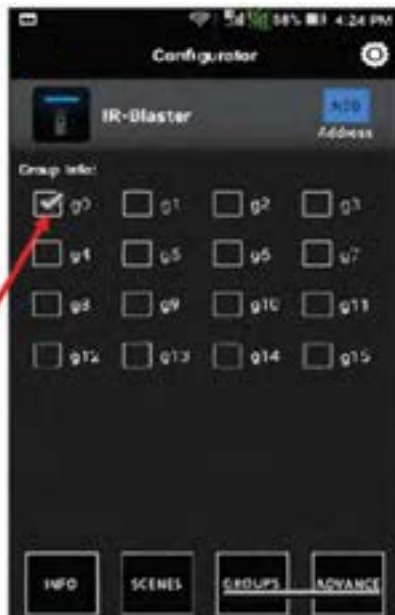 58% 4:24 PM
Configurator
IR-Blaster
Address
Group Info:
g0 g1 g2 g3
g4 g5 g6 g7
g8 g9 g10 g11
g12 g13 g14 g15
INFO SCENES GROUPS ADVANCE